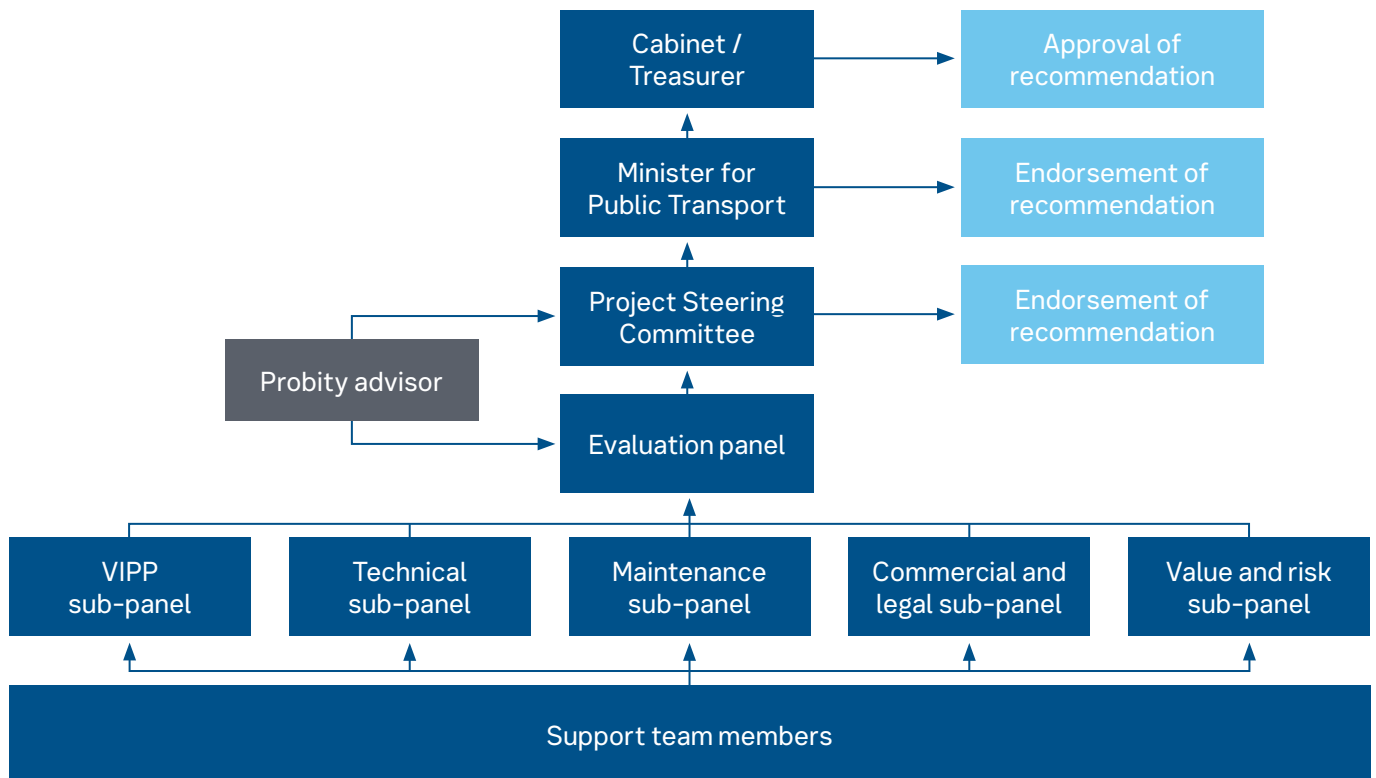 Cabinet /
Treasurer
Approval of
recommendation
Minister for
Public Transport
Endorsement of
recommendation
Project Steering
Committee
Endorsement of
recommendation
Probity advisor
Evaluation panel
VIPP
sub-panel
Technical
sub-panel
Maintenance
sub-panel
Commercial and
legal sub-panel
Value and risk
sub-panel
Support team members